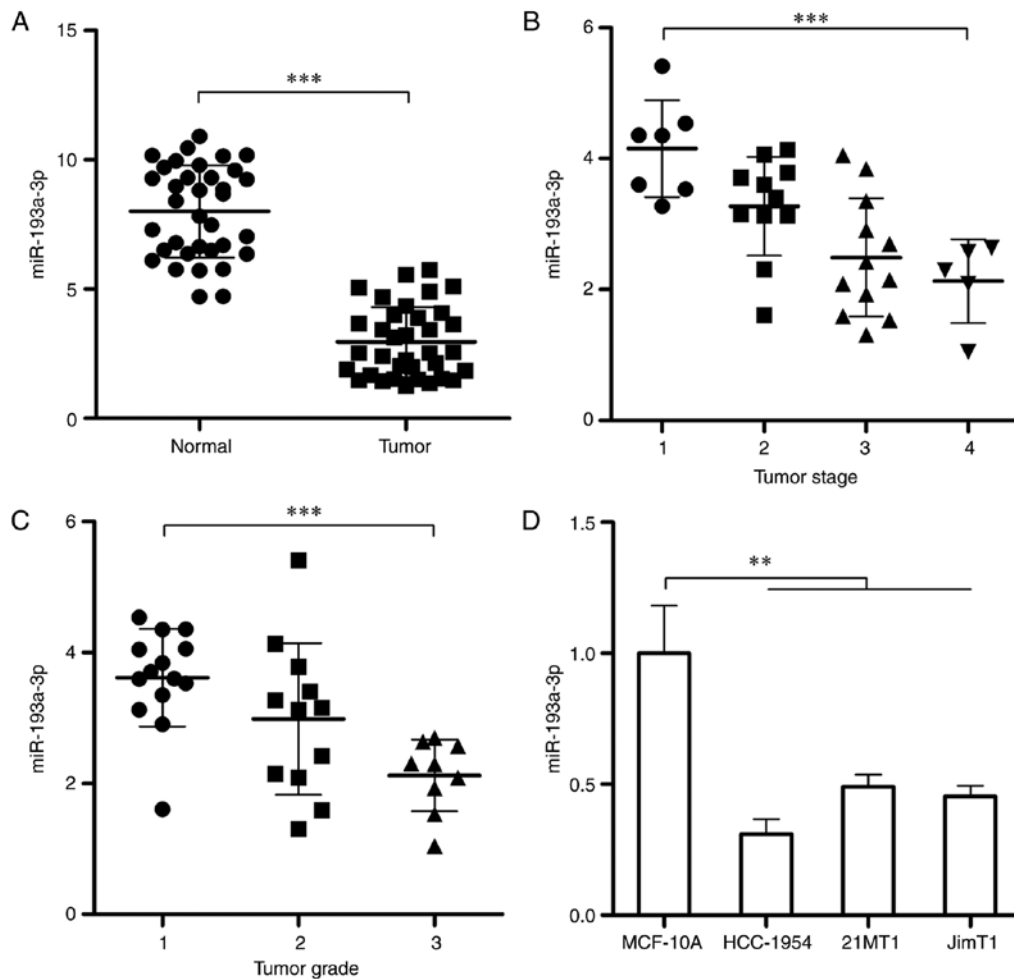 A
15
10
5
0
miR-193a-3p
***
Normal Tumor
B
6
4
2
0
miR-193a-3p
***
1 2 3 4
Tumor stage
C
6
4
2
0
miR-193a-3p
***
1 2 3
Tumor grade
D
1.5
1.0
0.5
0.0
miR-193a-3p
**
MCF-10A HCC-1954 21MT1 JimT1